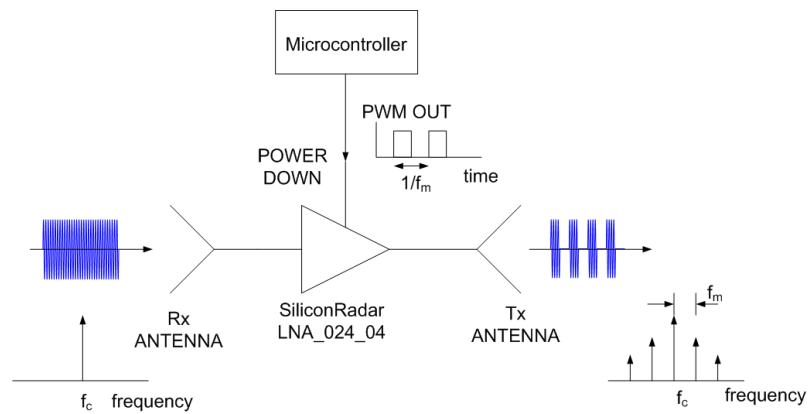 Microcontroller
PWM OUT
POWER
DOWN
1/fm
time
Rx
ANTENNA
SiliconRadar
LNA_024_04
Tx
ANTENNA
fm
fc frequency
fc frequency